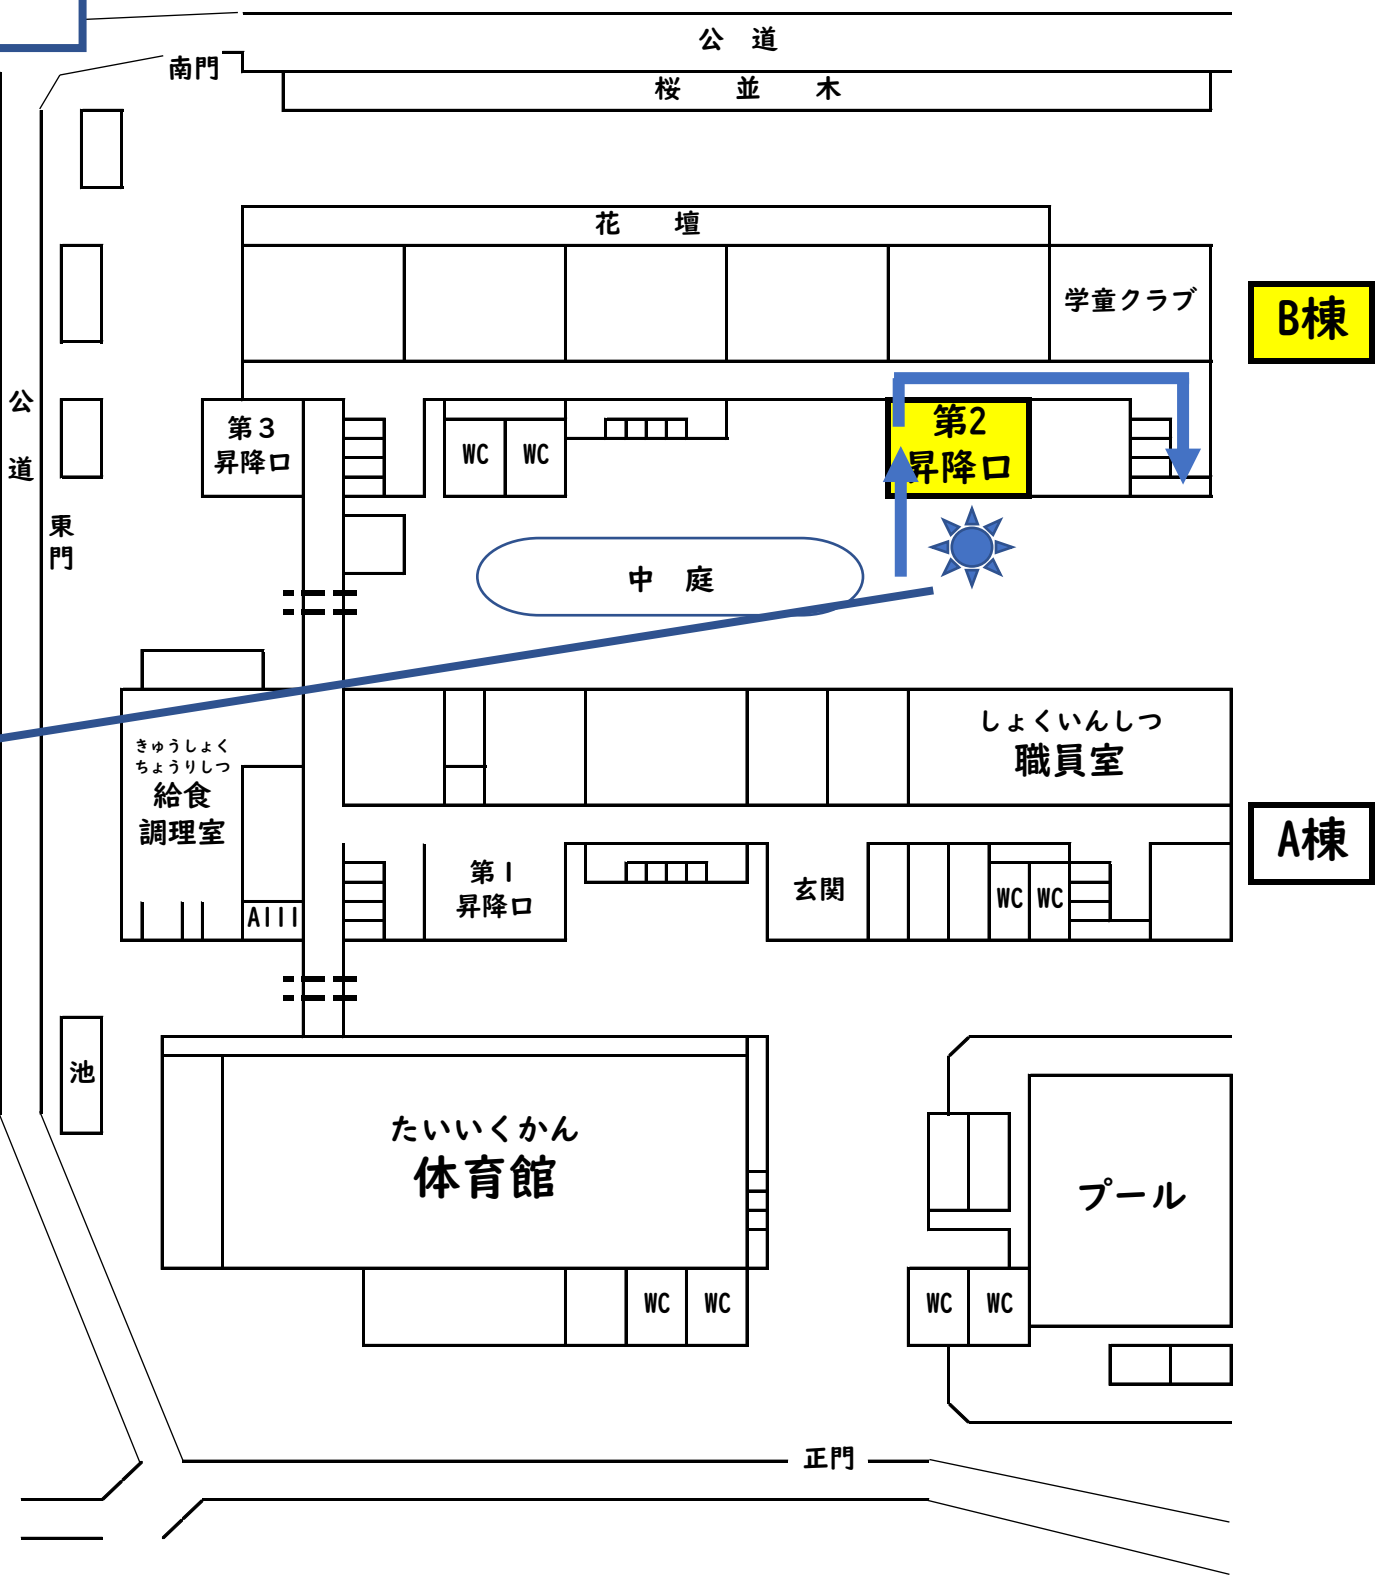 公　道
南門
桜　並　木
花　壇
学童クラブ
B棟
公
道
第３
昇降口
WC
WC
第2
昇降口
東
門
中　庭
しょくいんしつ
職員室
きゅうしょく
ちょうりしつ
給食
調理室
A棟
第１
昇降口
玄関
WC
WC
A
池
たいいくかん
体育館
プール
WC
WC
WC
WC
正門